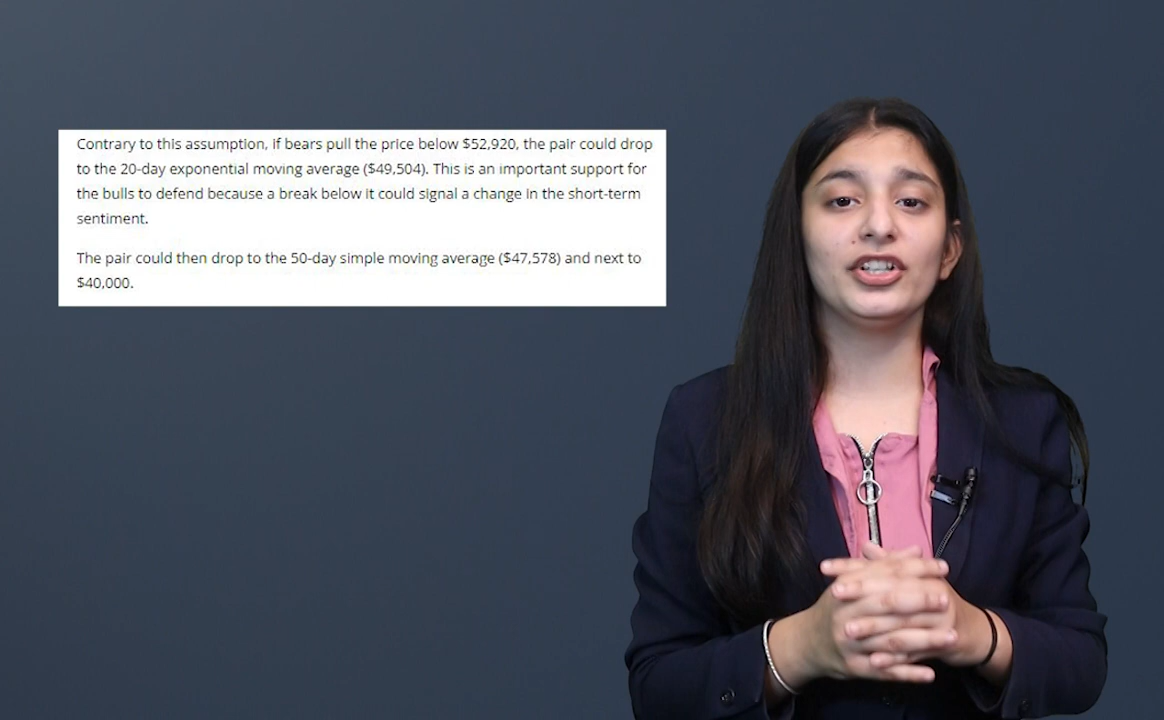 Contrary to this assumption, if bears pull the price below $52,920, the pair could drop
to the 20-day exponential moving average ($49,504). This is an important support for
the bulls to defend because a break below it could signal a change in the short-term
sentiment.
The pair could then drop to the 50-day simple moving average ($47,578) and next to
$40,000.